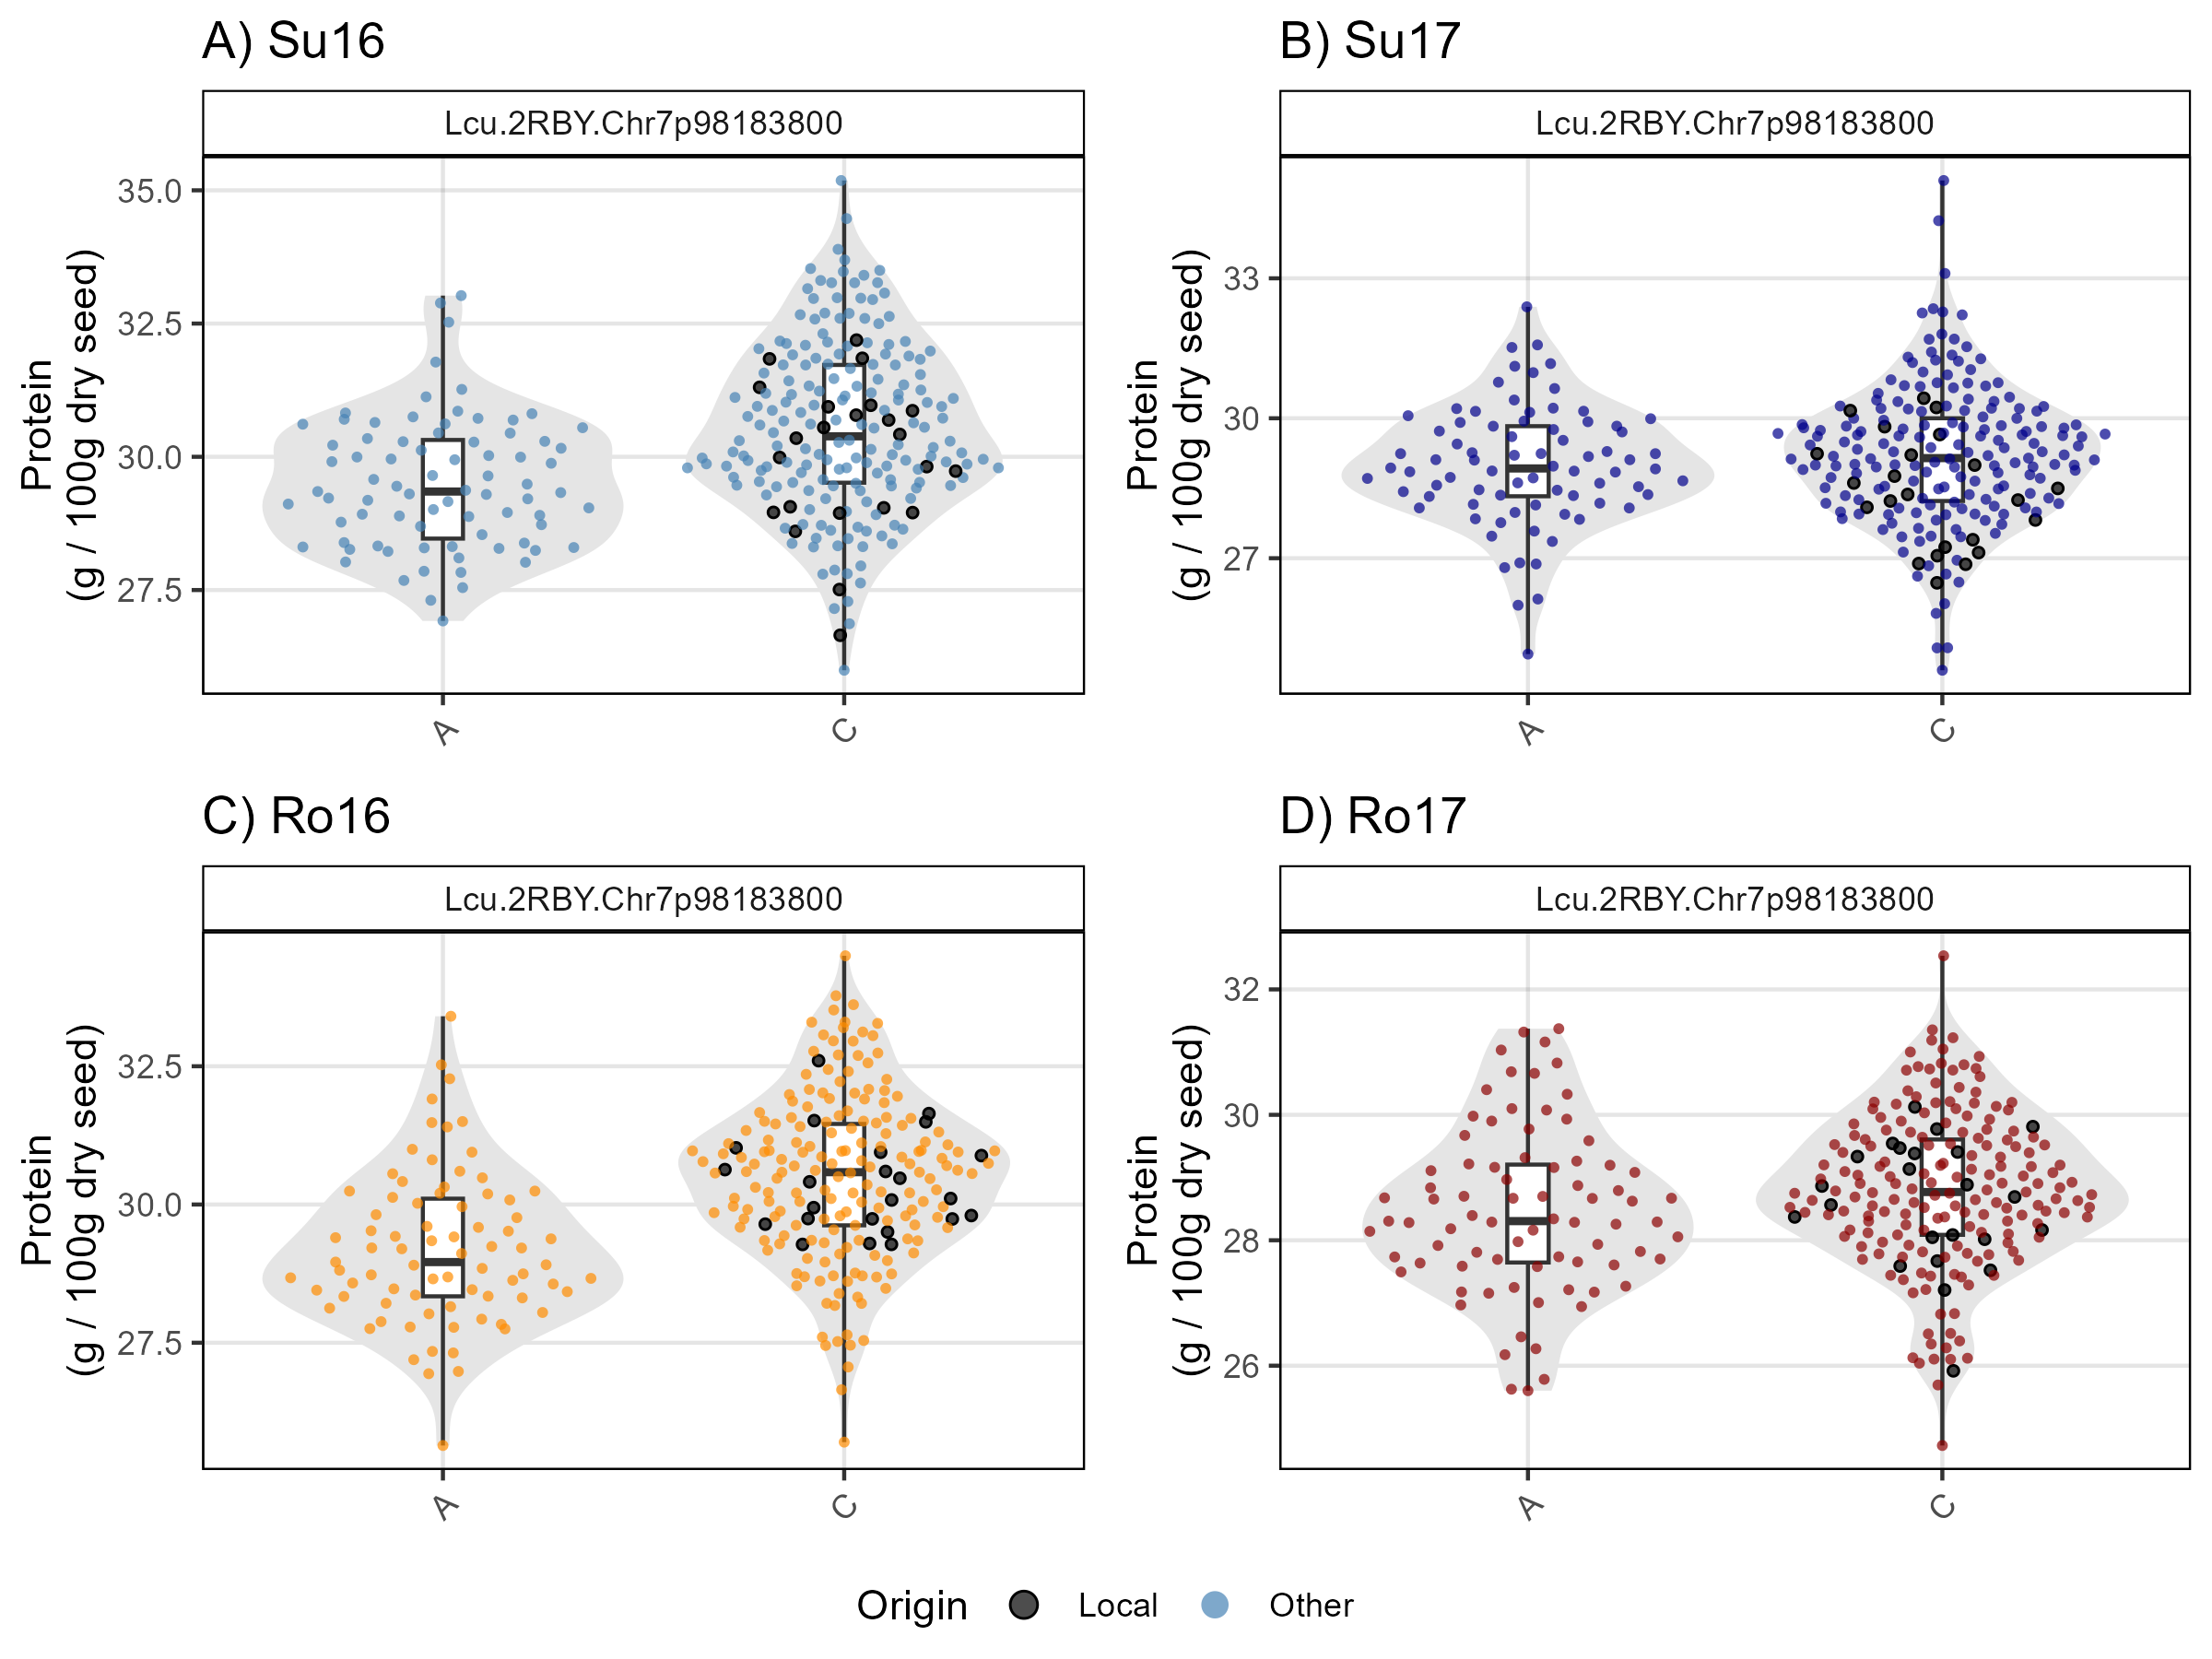 A) Su16
Lcu.2RBY.Chr7p98183800
Protein
(g / 100g dry seed)
35.0
32.5
30.0
27.5
A
C
B) Su17
Lcu.2RBY.Chr7p98183800
Protein
(g / 100g dry seed)
33
30
27
A
C
C) Ro16
Lcu.2RBY.Chr7p98183800
Protein
(g / 100g dry seed)
32.5
30.0
27.5
A
C
D) Ro17
Lcu.2RBY.Chr7p98183800
Protein
(g / 100g dry seed)
32
30
28
26
A
C
Origin Local Other